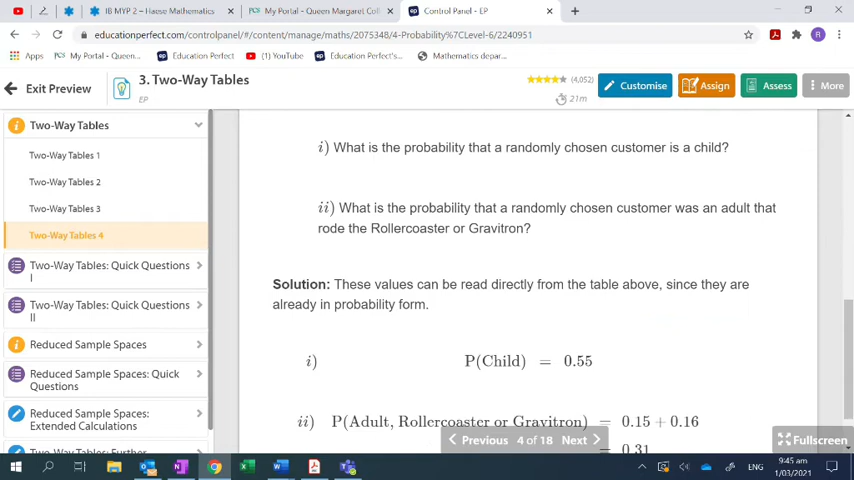 IB MYP 2 – Haese Mathematics
My Portal - Queen Margaret Coll
Control Panel - EP
educationperfect.com/controlpanel/#/content/manage/maths/2075348/4-Probability%7CLevel-6/2240951
Apps
My Portal - Queen...
Education Perfect
(1) YouTube
Education Perfect's...
Mathematics depar...
Exit Preview
3. Two-Way Tables
EP
(4,052)
21m
Customise
Assign
Assess
More
Two-Way Tables
Two-Way Tables 1
Two-Way Tables 2
Two-Way Tables 3
Two-Way Tables 4
Two-Way Tables: Quick Questions
I
Two-Way Tables: Quick Questions
II
Reduced Sample Spaces
Reduced Sample Spaces: Quick
Questions
Reduced Sample Spaces:
Extended Calculations
Two-Way Tables: Further
i) What is the probability that a randomly chosen customer is a child?
ii) What is the probability that a randomly chosen customer was an adult that
rode the Rollercoaster or Gravitron?
Solution: These values can be read directly from the table above, since they are
already in probability form.
i) P(Child) = 0.55
ii) P(Adult, Rollercoaster or Gravitron) = 0.15 + 0.16
= 0.31
Previous 4 of 18 Next
Fullscreen
ENG
9:45 am
1/03/2021